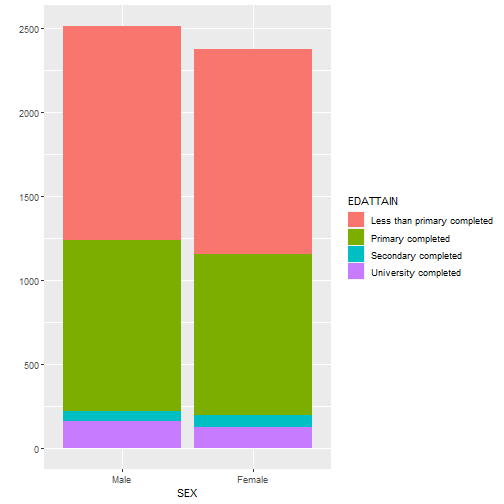 2500
2000
1500
1000
500
0
Male Female
SEX
EDATTAIN
Less than primary completed
Primary completed
Secondary completed
University completed